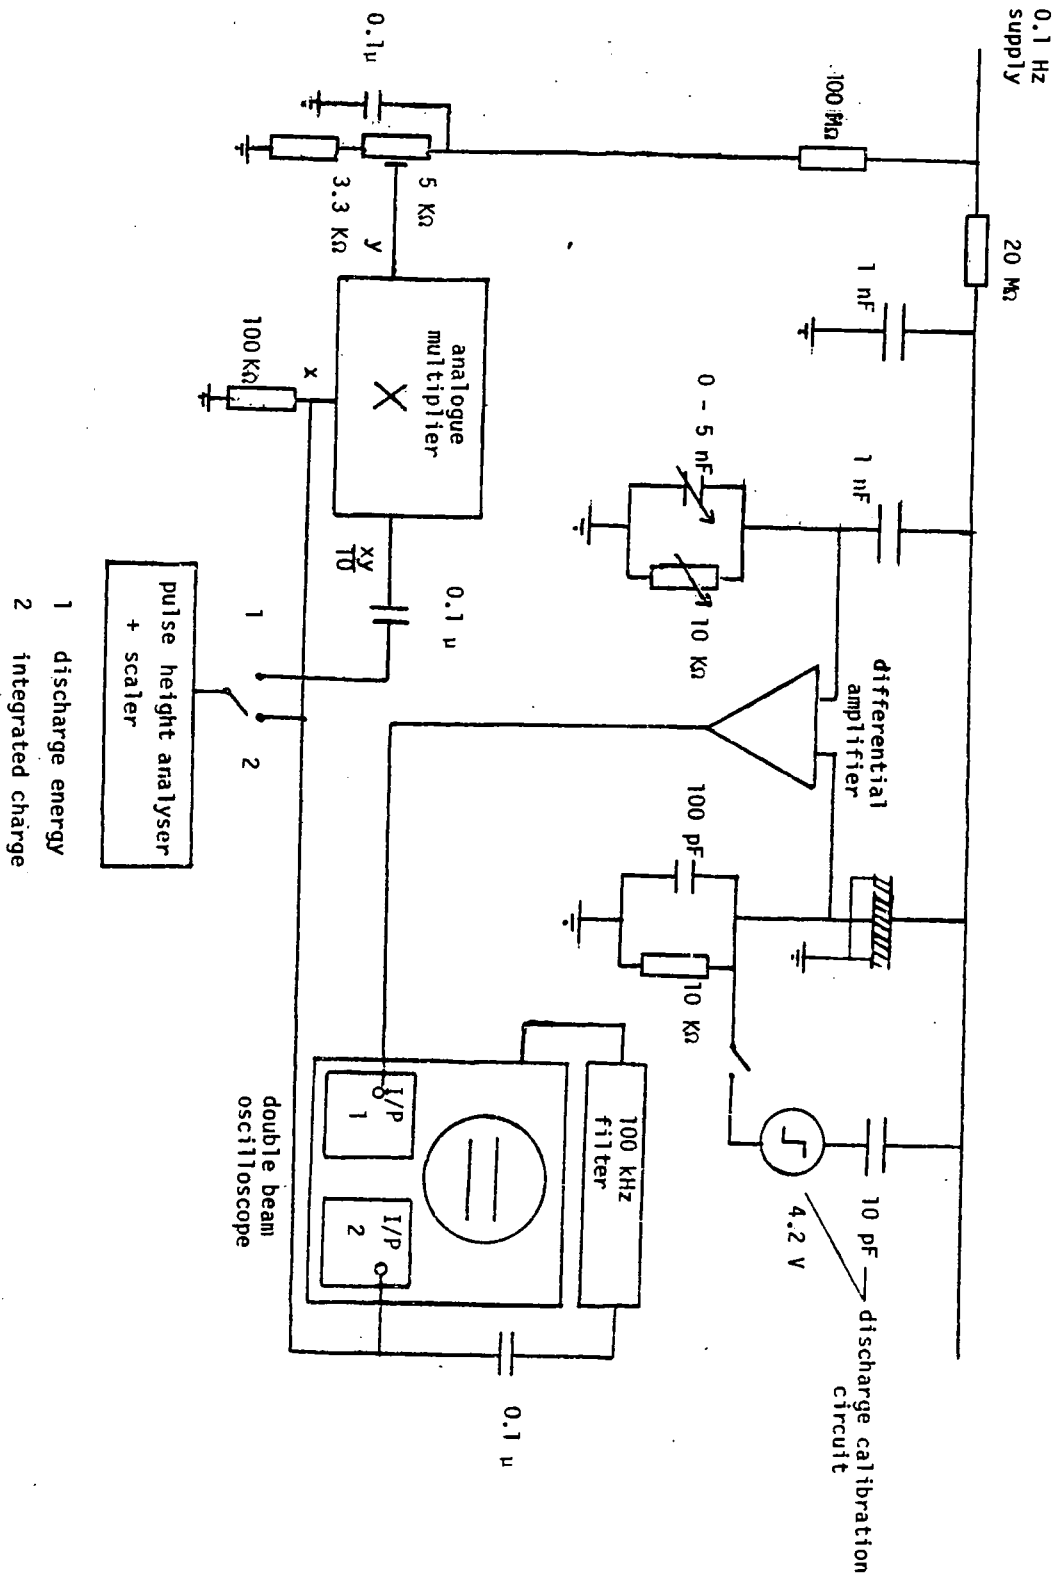 0.1 Hz
supply
20 MΩ
1 nF
1 nF
10 pF
discharge calibration
circuit
4.2 V
100 MΩ
0 - 5 nF
10 KΩ
differential
amplifier
100 pF
10 KΩ
100 kHz
filter
0.1μ
5 KΩ
3.3 KΩ
y
analogue
multiplier
X
x
100 KΩ
xy
10
0.1 μ
I/P
1
I/P
2
double beam
oscilloscope
0.1 μ
1
2
pulse height analyser
+ scaler
1 discharge energy
2 integrated charge